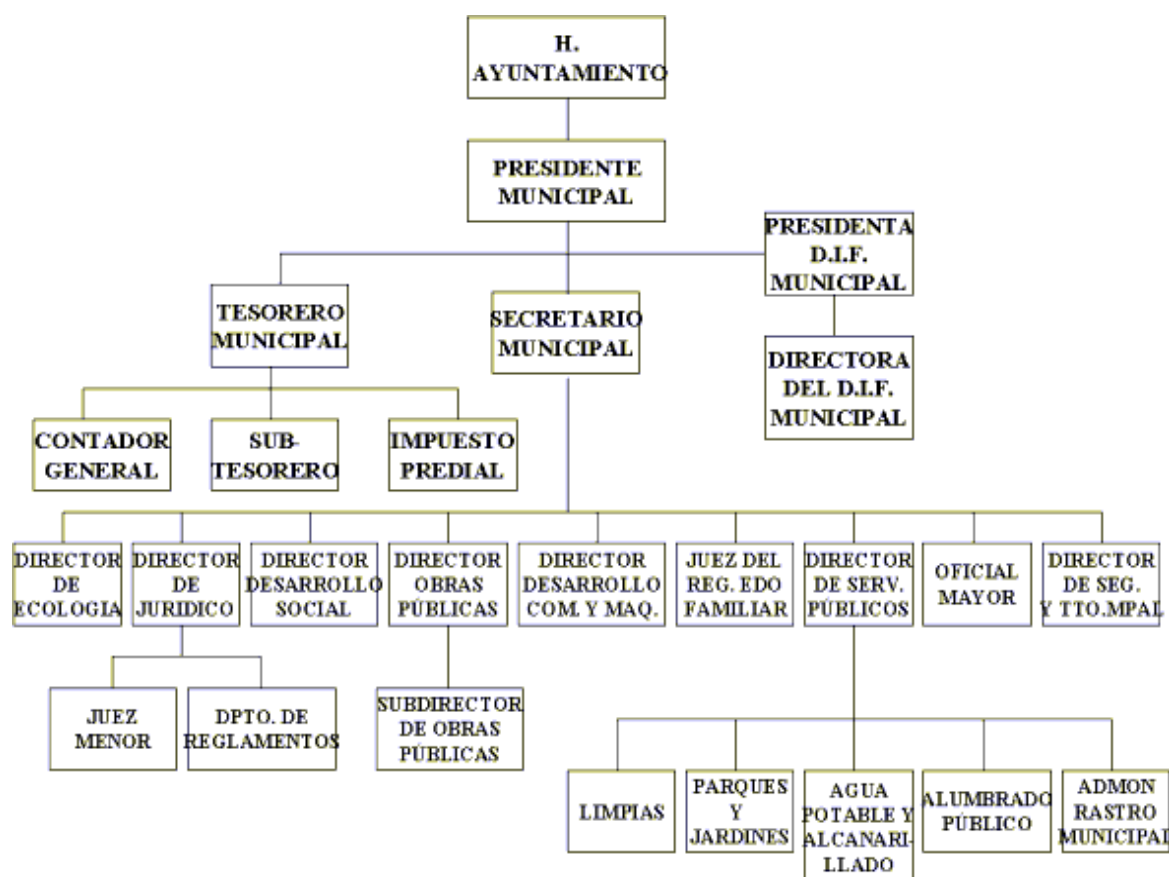 H.
AYUNTAMIENTO
PRESIDENTE
MUNICIPAL
PRESIDENTA
D.I.F.
MUNICIPAL
TESORERO
MUNICIPAL
SECRETARIO
MUNICIPAL
DIRECTORA
DEL D.I.F.
MUNICIPAL
CONTADOR
GENERAL
SUB-
TESORERO
IMPUESTO
PREDIAL
DIRECTOR
DE
ECOLOGIA
DIRECTOR
DE
JURIDICO
DIRECTOR
DESARROLLO
SOCIAL
DIRECTOR
OBRAS
PÚBLICAS
DIRECTOR
DESARROLLO
COM. Y MAQ.
JUEZ DEL
REG. EDO
FAMILIAR
DIRECTOR
DE SERV.
PÚBLICOS
OFICIAL
MAYOR
DIRECTOR
DE SEG.
Y TTO.MPAL
JUEZ
MENOR
DPTO. DE
REGLAMENTOS
SUBDIRECTOR
DE OBRAS
PÚBLICAS
LIMPIAS
PARQUES
Y
JARDINES
AGUA
POTABLE Y
ALCANARI-
LLADO
ALUMBRADO
PÚBLICO
ADMON
RASTRO
MUNICIPAL